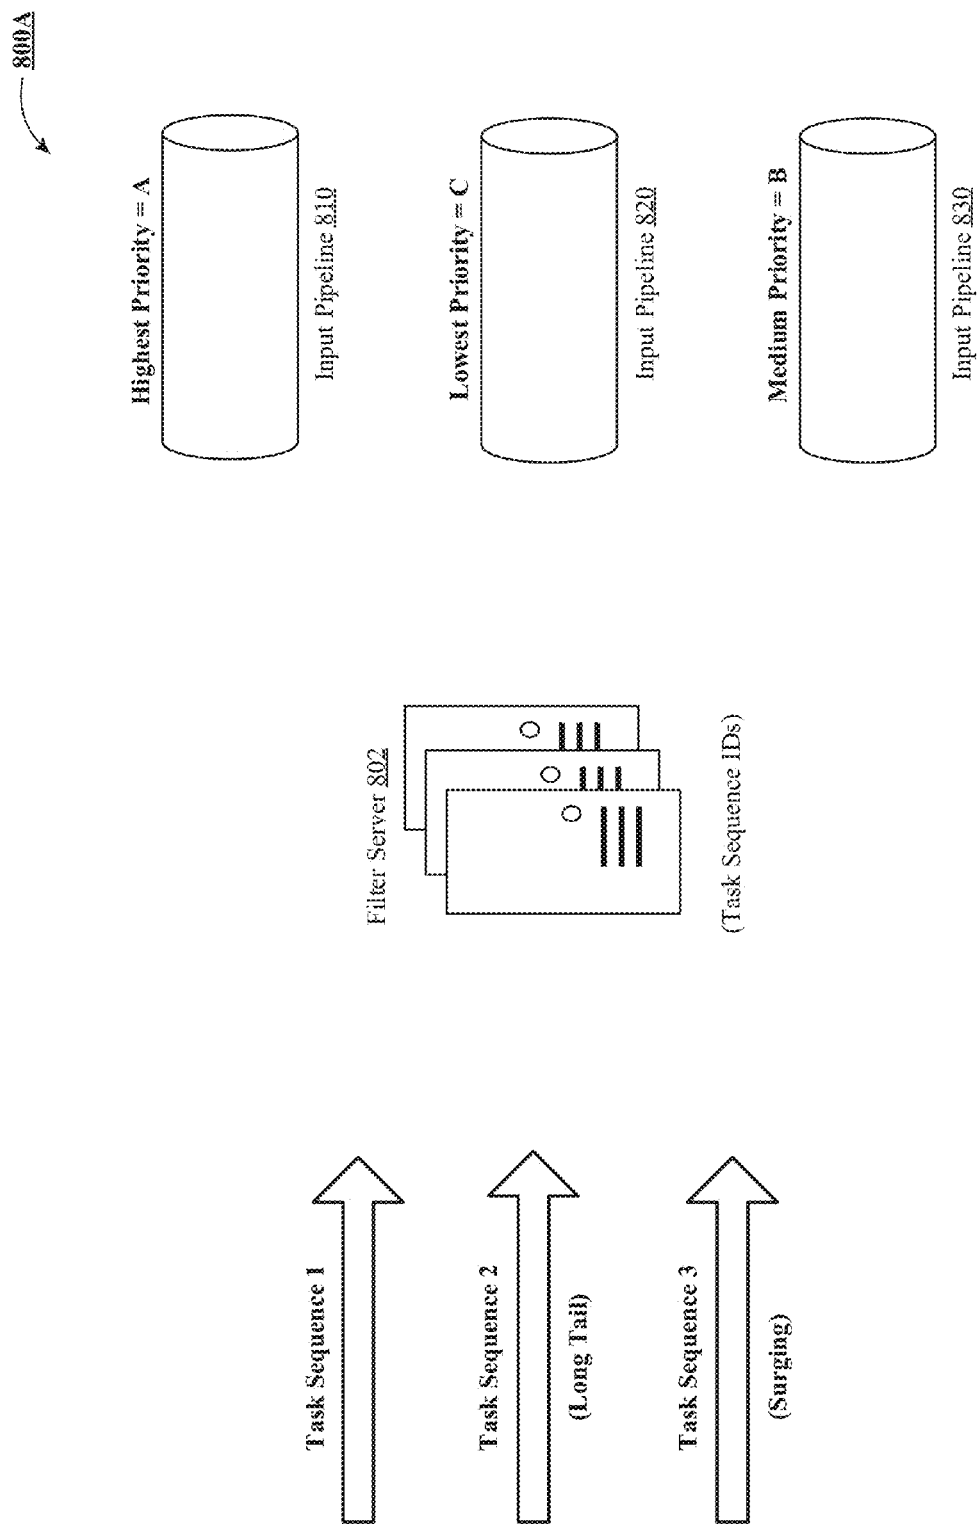 800A
Task Sequence 1
Task Sequence 2
(Long Tail)
Task Sequence 3
(Surging)
Filter Server 802
(Task Sequence IDs)
Highest Priority = A
Input Pipeline 810
Lowest Priority = C
Input Pipeline 820
Medium Priority = B
Input Pipeline 830